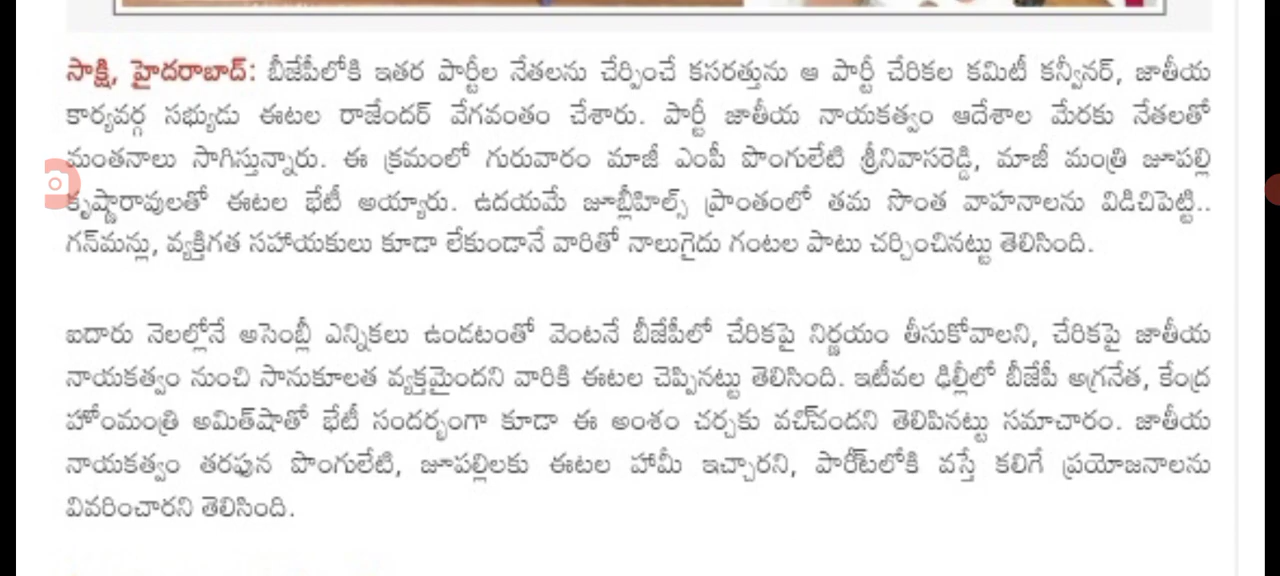 సాక్షి, హైదరాబాద్: బీజేపీలోకి ఇతర పార్టీల నేతలను చేర్పించే కసరత్తును ఆ పార్టీ చేరికల కమిటీ కన్వీనర్, జాతీయ
కార్యవర్గ సభ్యుడు ఈటల రాజేందర్ వేగవంతం చేశారు. పార్టీ జాతీయ నాయకత్వం ఆదేశాల మేరకు నేతలతో
మంతనాలు సాగిస్తున్నారు. ఈ క్రమంలో గురువారం మాజీ ఎంపీ పొంగులేటి శ్రీనివాసరెడ్డి, మాజీ మంత్రి జూపల్లి
కృష్ణారావులతో ఈటల భేటీ అయ్యారు. ఉదయమే జూబ్లీహిల్స్ ప్రాంతంలో తమ సొంత వాహనాలను విడిచిపెట్టి..
గన్‌మన్లు, వ్యక్తిగత సహాయకులు కూడా లేకుండానే వారితో నాలుగైదు గంటల పాటు చర్చించినట్టు తెలిసింది.
ఐదారు నెలల్లోనే అసెంబ్లీ ఎన్నికలు ఉండటంతో వెంటనే బీజేపీలో చేరికపై నిర్ణయం తీసుకోవాలని, చేరికపై జాతీయ
నాయకత్వం నుంచి సానుకూలత వ్యక్తమైందని వారికి ఈటల చెప్పినట్టు తెలిసింది. ఇటీవల ఢిల్లీలో బీజేపీ అగ్రనేత, కేంద్ర
హోంమంత్రి అమిత్‌షాతో భేటీ సందర్భంగా కూడా ఈ అంశం చర్చకు వచి్చందని తెలిపినట్టు సమాచారం. జాతీయ
నాయకత్వం తరఫున పొంగులేటి, జూపల్లిలకు ఈటల హామీ ఇచ్చారని, పారీ్టలోకి వస్తే కలిగే ప్రయోజనాలను
వివరించారని తెలిసింది.